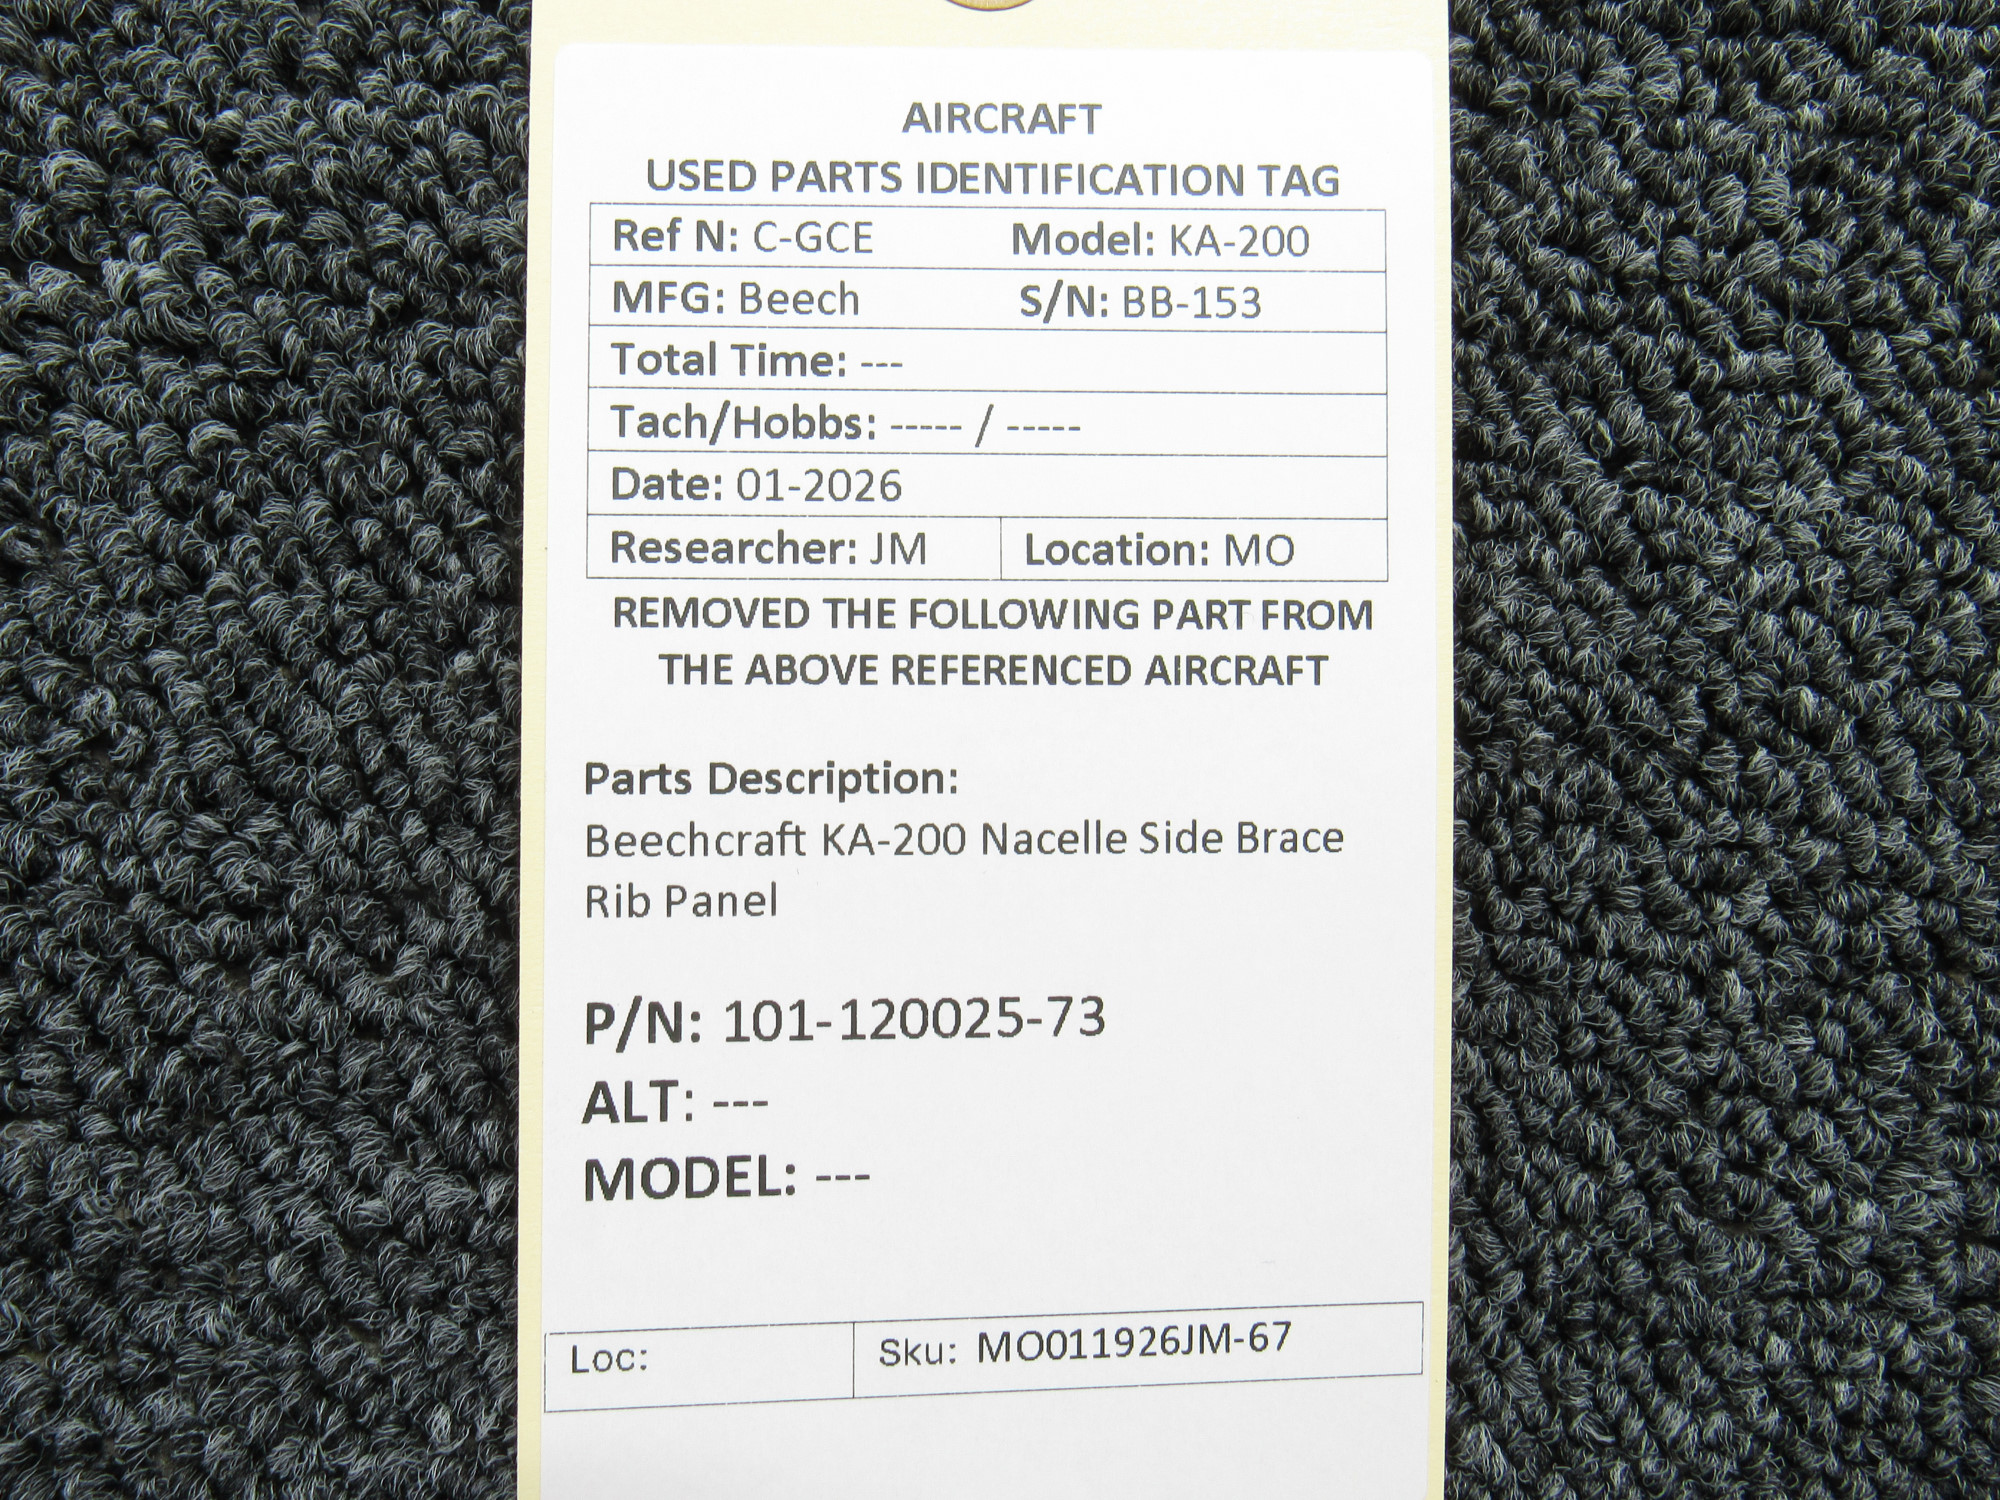 AIRCRAFT
USED PARTS IDENTIFICATION TAG
Ref N: C-GCE Model: KA-200
MFG: Beech S/N: BB-153
Total Time: ---
Tach/Hobbs: ----- / -----
Date: 01-2026
Researcher: JM Location: MO
REMOVED THE FOLLOWING PART FROM
THE ABOVE REFERENCED AIRCRAFT
Parts Description:
Beechcraft KA-200 Nacelle Side Brace
Rib Panel
P/N: 101-120025-73
ALT: ---
MODEL: ---
Loc: Sku: MO011926JM-67